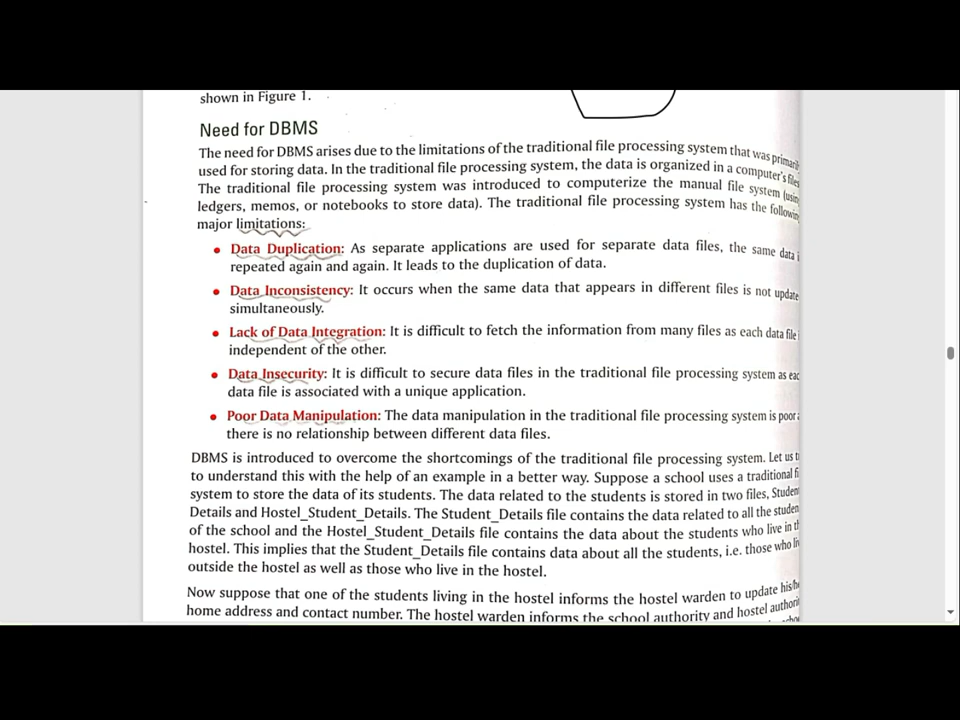 shown in Figure 1.
Need for DBMS
The need for DBMS arises due to the limitations of the traditional file processing system that was
used for storing data. In the traditional file processing system, the data is organized in a computer's files
The traditional file processing system was introduced to computerize the manual file system
ledgers, memos, or notebooks to store data). The traditional file processing system has the
major limitations:
• Data Duplication: As separate applications are used for separate data files, the same data
repeated again and again. It leads to the duplication of data.
• Data Inconsistency: It occurs when the same data that appears in different files is not update
simultaneously.
• Lack of Data Integration: It is difficult to fetch the information from many files as each data file
independent of the other.
• Data Insecurity: It is difficult to secure data files in the traditional file processing system as
data file is associated with a unique application.
• Poor Data Manipulation: The data manipulation in the traditional file processing system is poor
there is no relationship between different data files.
DBMS is introduced to overcome the shortcomings of the traditional file processing system. Let us
to understand this with the help of an example in a better way. Suppose a school uses a traditional
system to store the data of its students. The data related to the students is stored in two files, Student
Details and Hostel_Student_Details. The Student_Details file contains the data related to all the
of the school and the Hostel_Student_Details file contains the data about the students who live in
hostel. This implies that the Student_Details file contains data about all the students, i.e. those who
outside the hostel as well as those who live in the hostel.
Now suppose that one of the students living in the hostel informs the hostel warden to update
home address and contact number. The hostel warden informs the school authority and hostel